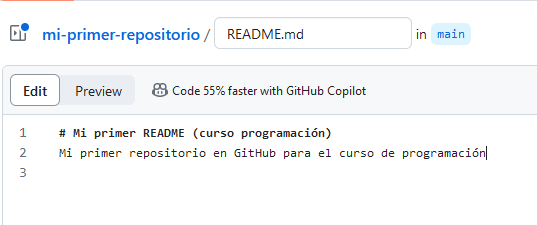 mi-primer-repositorio / README.md in main
Edit Preview Code 55% faster with GitHub Copilot
1 # Mi primer README (curso programación)
2 Mi primer repositorio en GitHub para el curso de programación
3